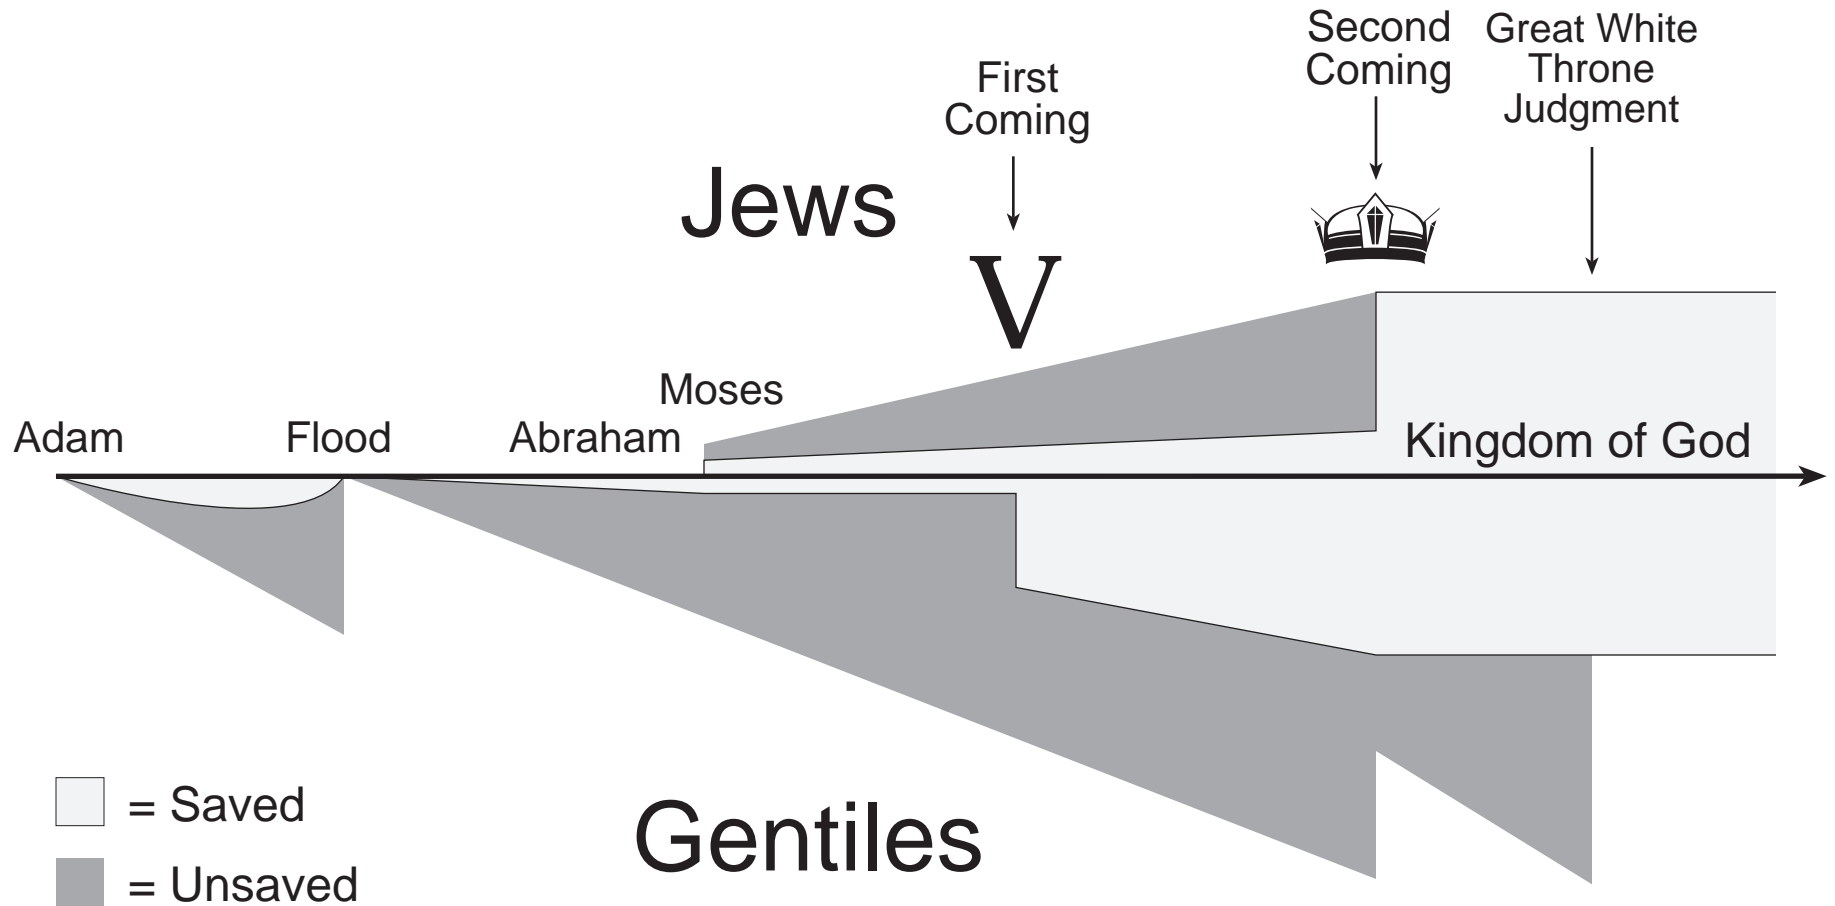 Second
Coming
Great White
Throne
Judgment
First
Coming
Jews
V
Moses
Adam
Flood
Abraham
Kingdom of God
= Saved
Gentiles
= Unsaved